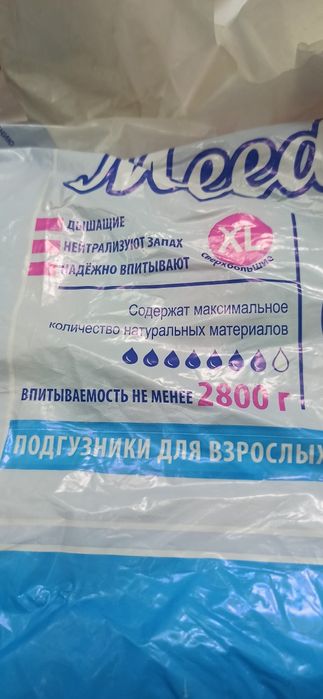 Meed
ДЫШАЩИЕ
НЕЙТРАЛИЗУЮТ ЗАПАХ
НАДЁЖНО ВПИТЫВАЮТ
XL
сверхбольшие
Содержат максимальное
количество натуральных материалов
ВПИТЫВАЕМОСТЬ НЕ МЕНЕЕ 2800 г
ПОДГУЗНИКИ ДЛЯ ВЗРОСЛЫХ